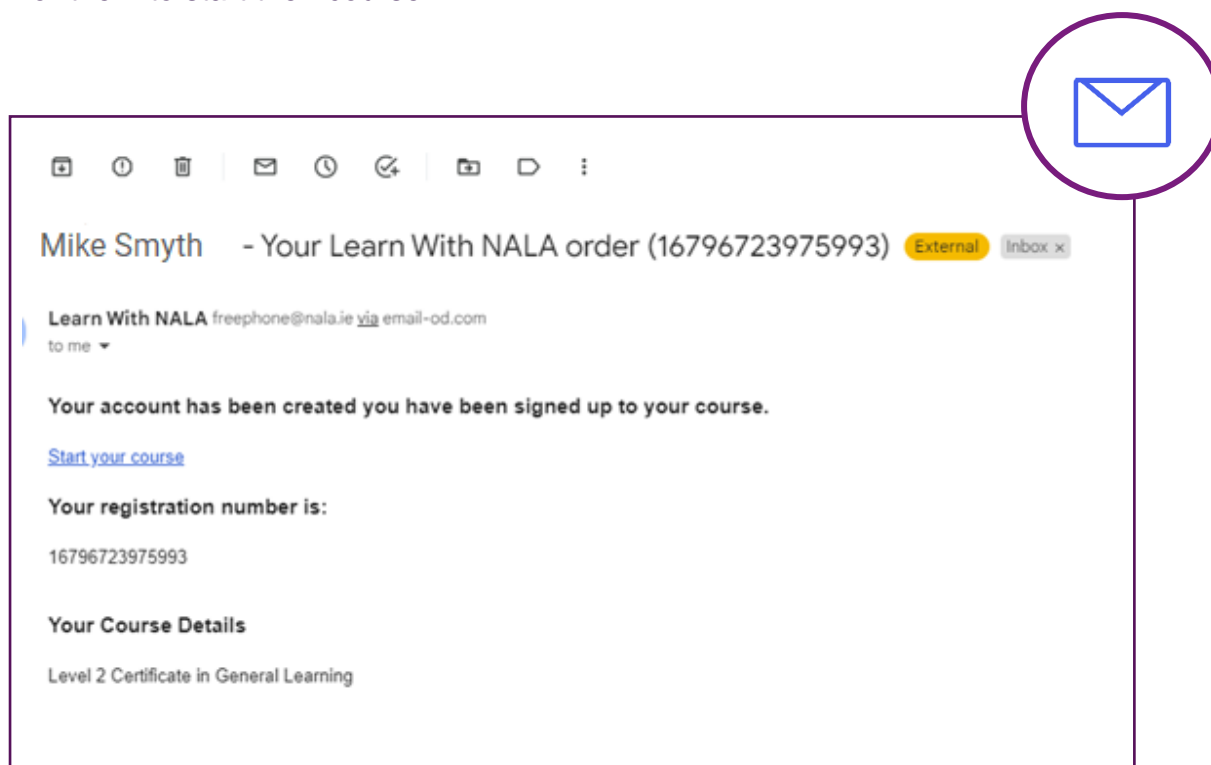 Mike Smyth - Your Learn With NALA order (16796723975993) External Inbox x
Learn With NALA freephone@nala.ie via email-od.com
to me
Your account has been created you have been signed up to your course.
Start your course
Your registration number is:
16796723975993
Your Course Details
Level 2 Certificate in General Learning